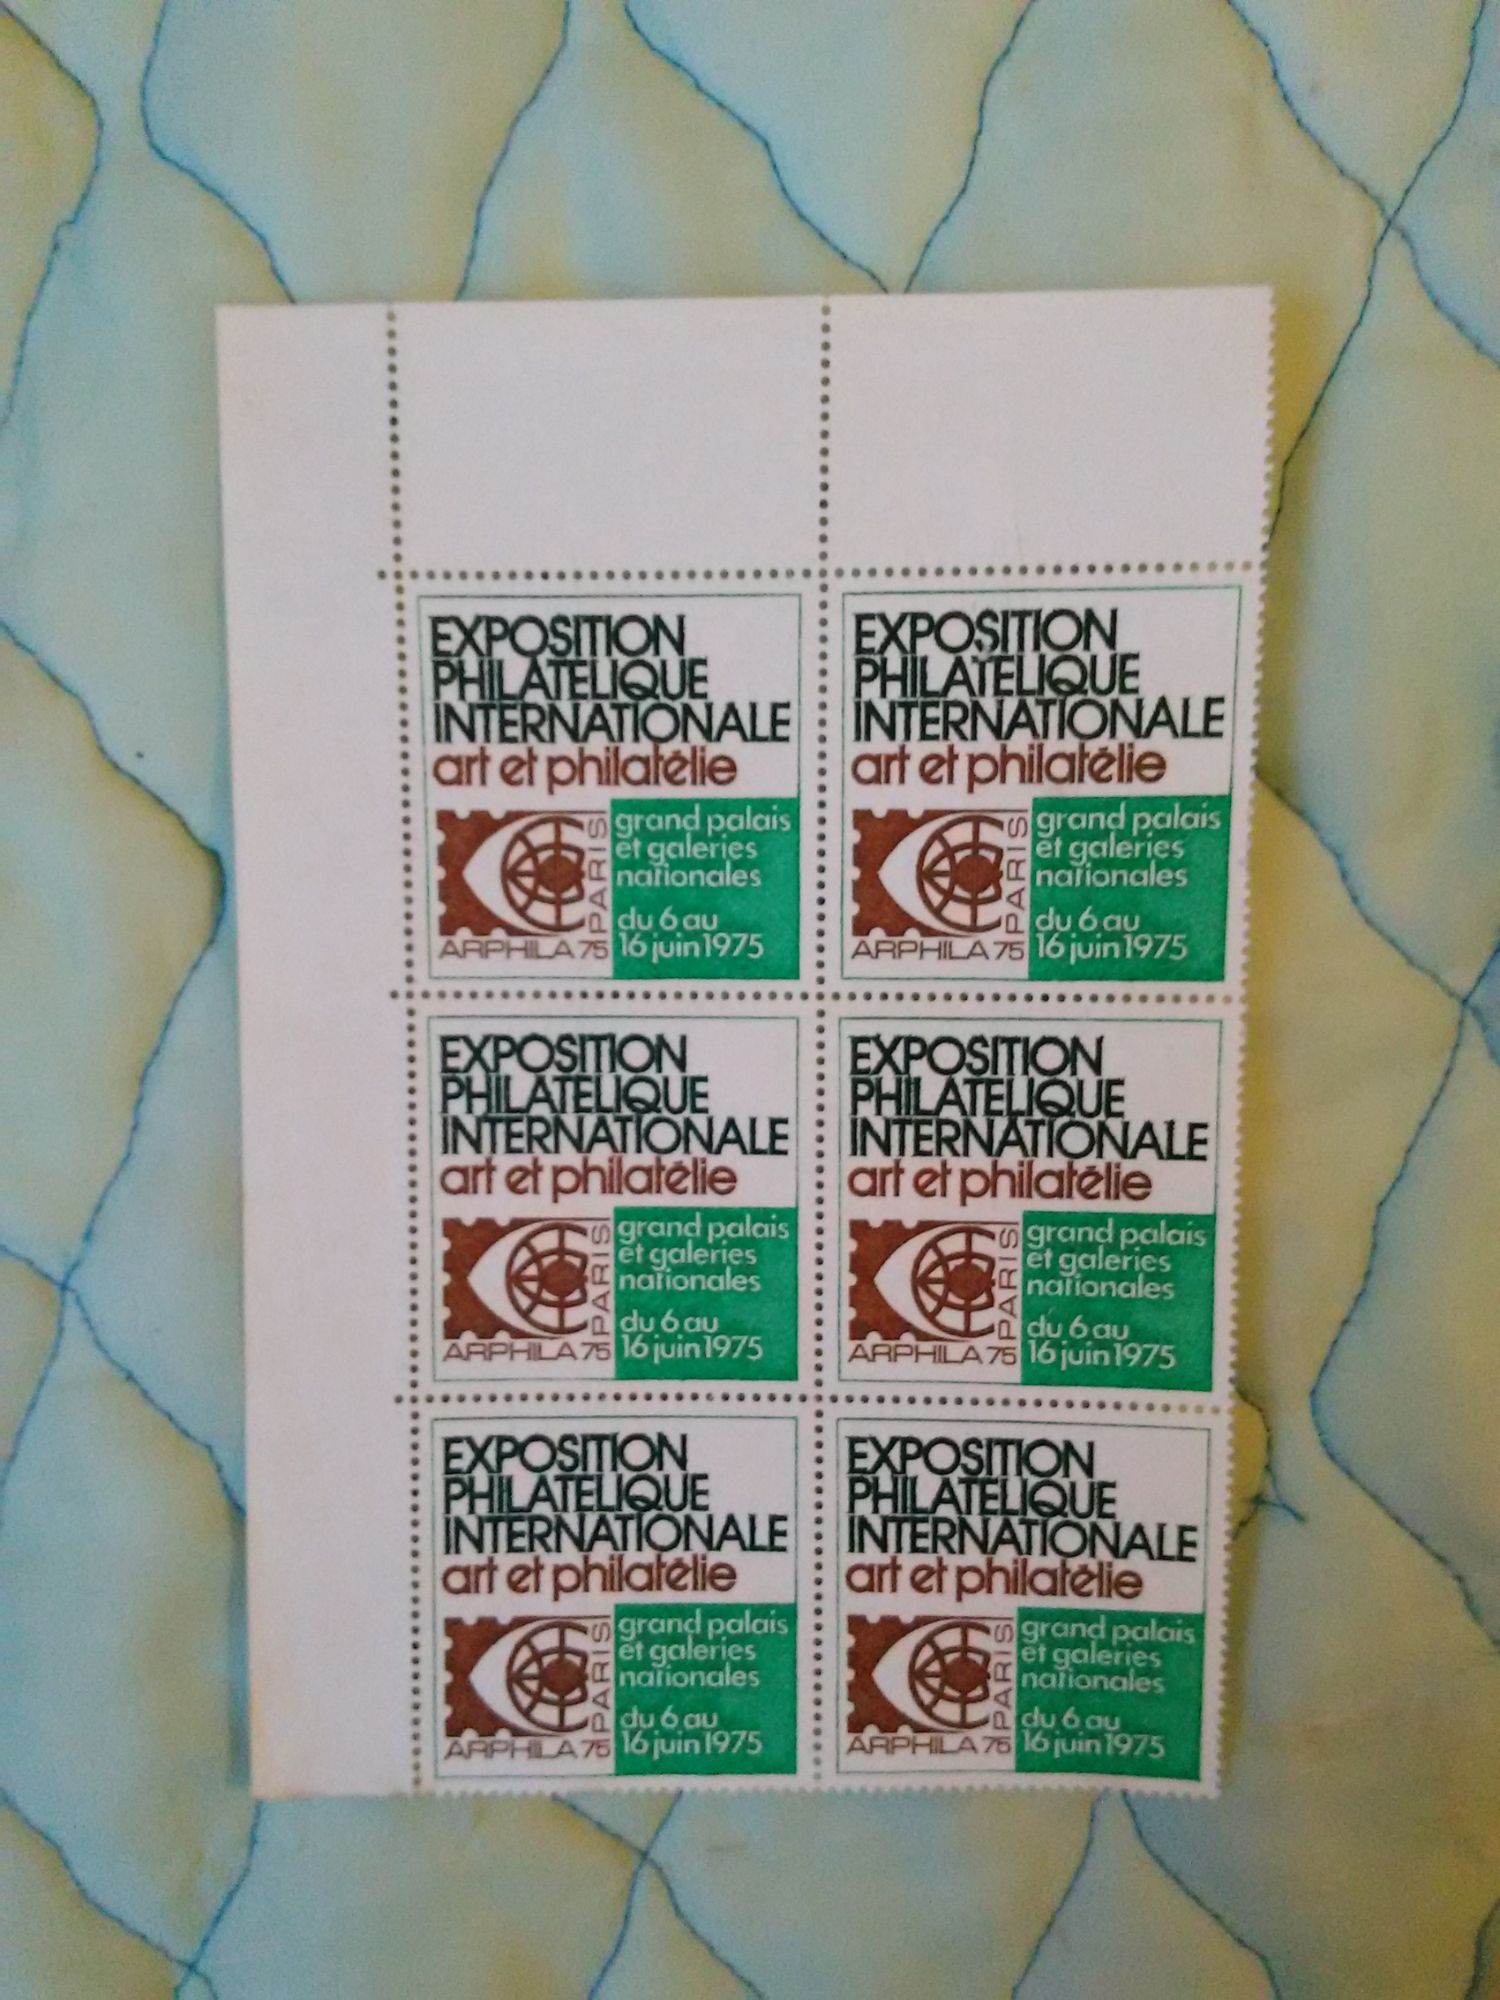 EXPOSITION
PHILATELIQUE
INTERNATIONALE
art et philatélie
PARIS
ARPHILA 75
grand palais
et galeries
nationales
du 6 au
16 juin 1975
EXPOSITION
PHILATELIQUE
INTERNATIONALE
art et philatélie
PARIS
ARPHILA 75
grand palais
et galeries
nationales
du 6 au
16 juin 1975
EXPOSITION
PHILATELIQUE
INTERNATIONALE
art et philatélie
PARIS
ARPHILA 75
grand palais
et galeries
nationales
du 6 au
16 juin 1975
EXPOSITION
PHILATELIQUE
INTERNATIONALE
art et philatélie
PARIS
ARPHILA 75
grand palais
et galeries
nationales
du 6 au
16 juin 1975
EXPOSITION
PHILATELIQUE
INTERNATIONALE
art et philatélie
PARIS
ARPHILA 75
grand palais
et galeries
nationales
du 6 au
16 juin 1975
EXPOSITION
PHILATELIQUE
INTERNATIONALE
art et philatélie
PARIS
ARPHILA 75
grand palais
et galeries
nationales
du 6 au
16 juin 1975